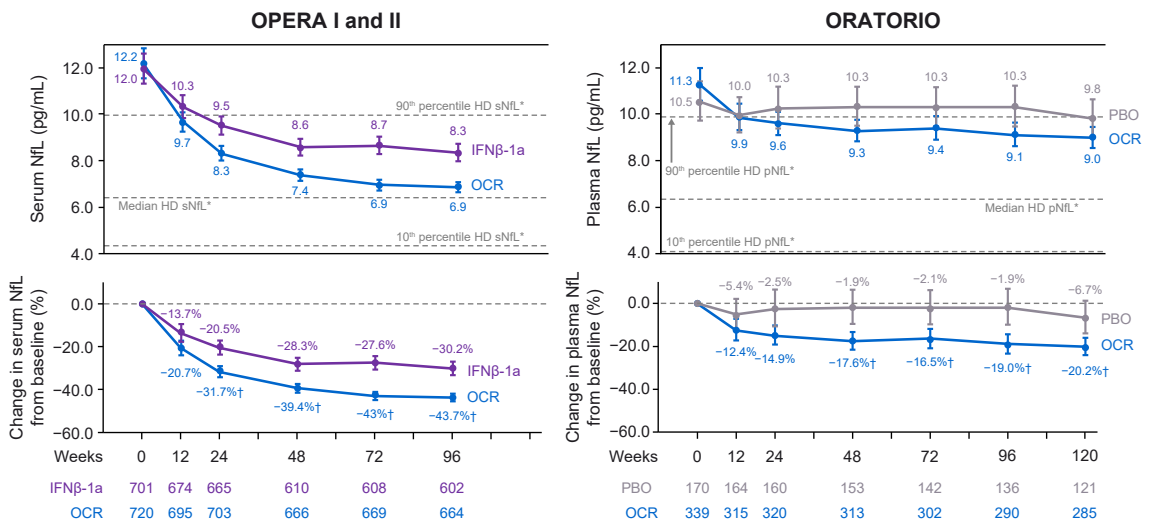 OPERA I and II
Serum NfL (pg/mL)
12.0
10.0
8.0
6.0
4.0
12.2
12.0
10.3
9.7
9.5
8.3
8.6
7.4
8.7
6.9
8.3
6.9
90th percentile HD sNfL*
IFNβ-1a
OCR
Median HD sNfL*
10th percentile HD sNfL*
Change in serum NfL
from baseline (%)
0.0
−20.0
−40.0
−60.0
−13.7%
−20.5%
−28.3%
−27.6%
−30.2%
IFNβ-1a
−20.7%
−31.7%†
−39.4%†
−43%†
−43.7%†
OCR
Weeks 0 12 24 48 72 96
IFNβ-1a 701 674 665 610 608 602
OCR 720 695 703 666 669 664
ORATORIO
Plasma NfL (pg/mL)
12.0
10.0
8.0
6.0
4.0
11.3
10.5
10.0
9.9
10.3
9.6
10.3
9.3
10.3
9.4
10.3
9.1
9.8
9.0
PBO
OCR
90th percentile HD pNfL*
Median HD pNfL*
10th percentile HD pNfL*
Change in plasma NfL
from baseline (%)
0.0
−20.0
−40.0
−60.0
−5.4%
−2.5%
−1.9%
−2.1%
−1.9%
−6.7%
PBO
−12.4%
−14.9%
−17.6%†
−16.5%†
−19.0%†
−20.2%†
OCR
Weeks 0 12 24 48 72 96 120
PBO 170 164 160 153 142 136 121
OCR 339 315 320 313 302 290 285